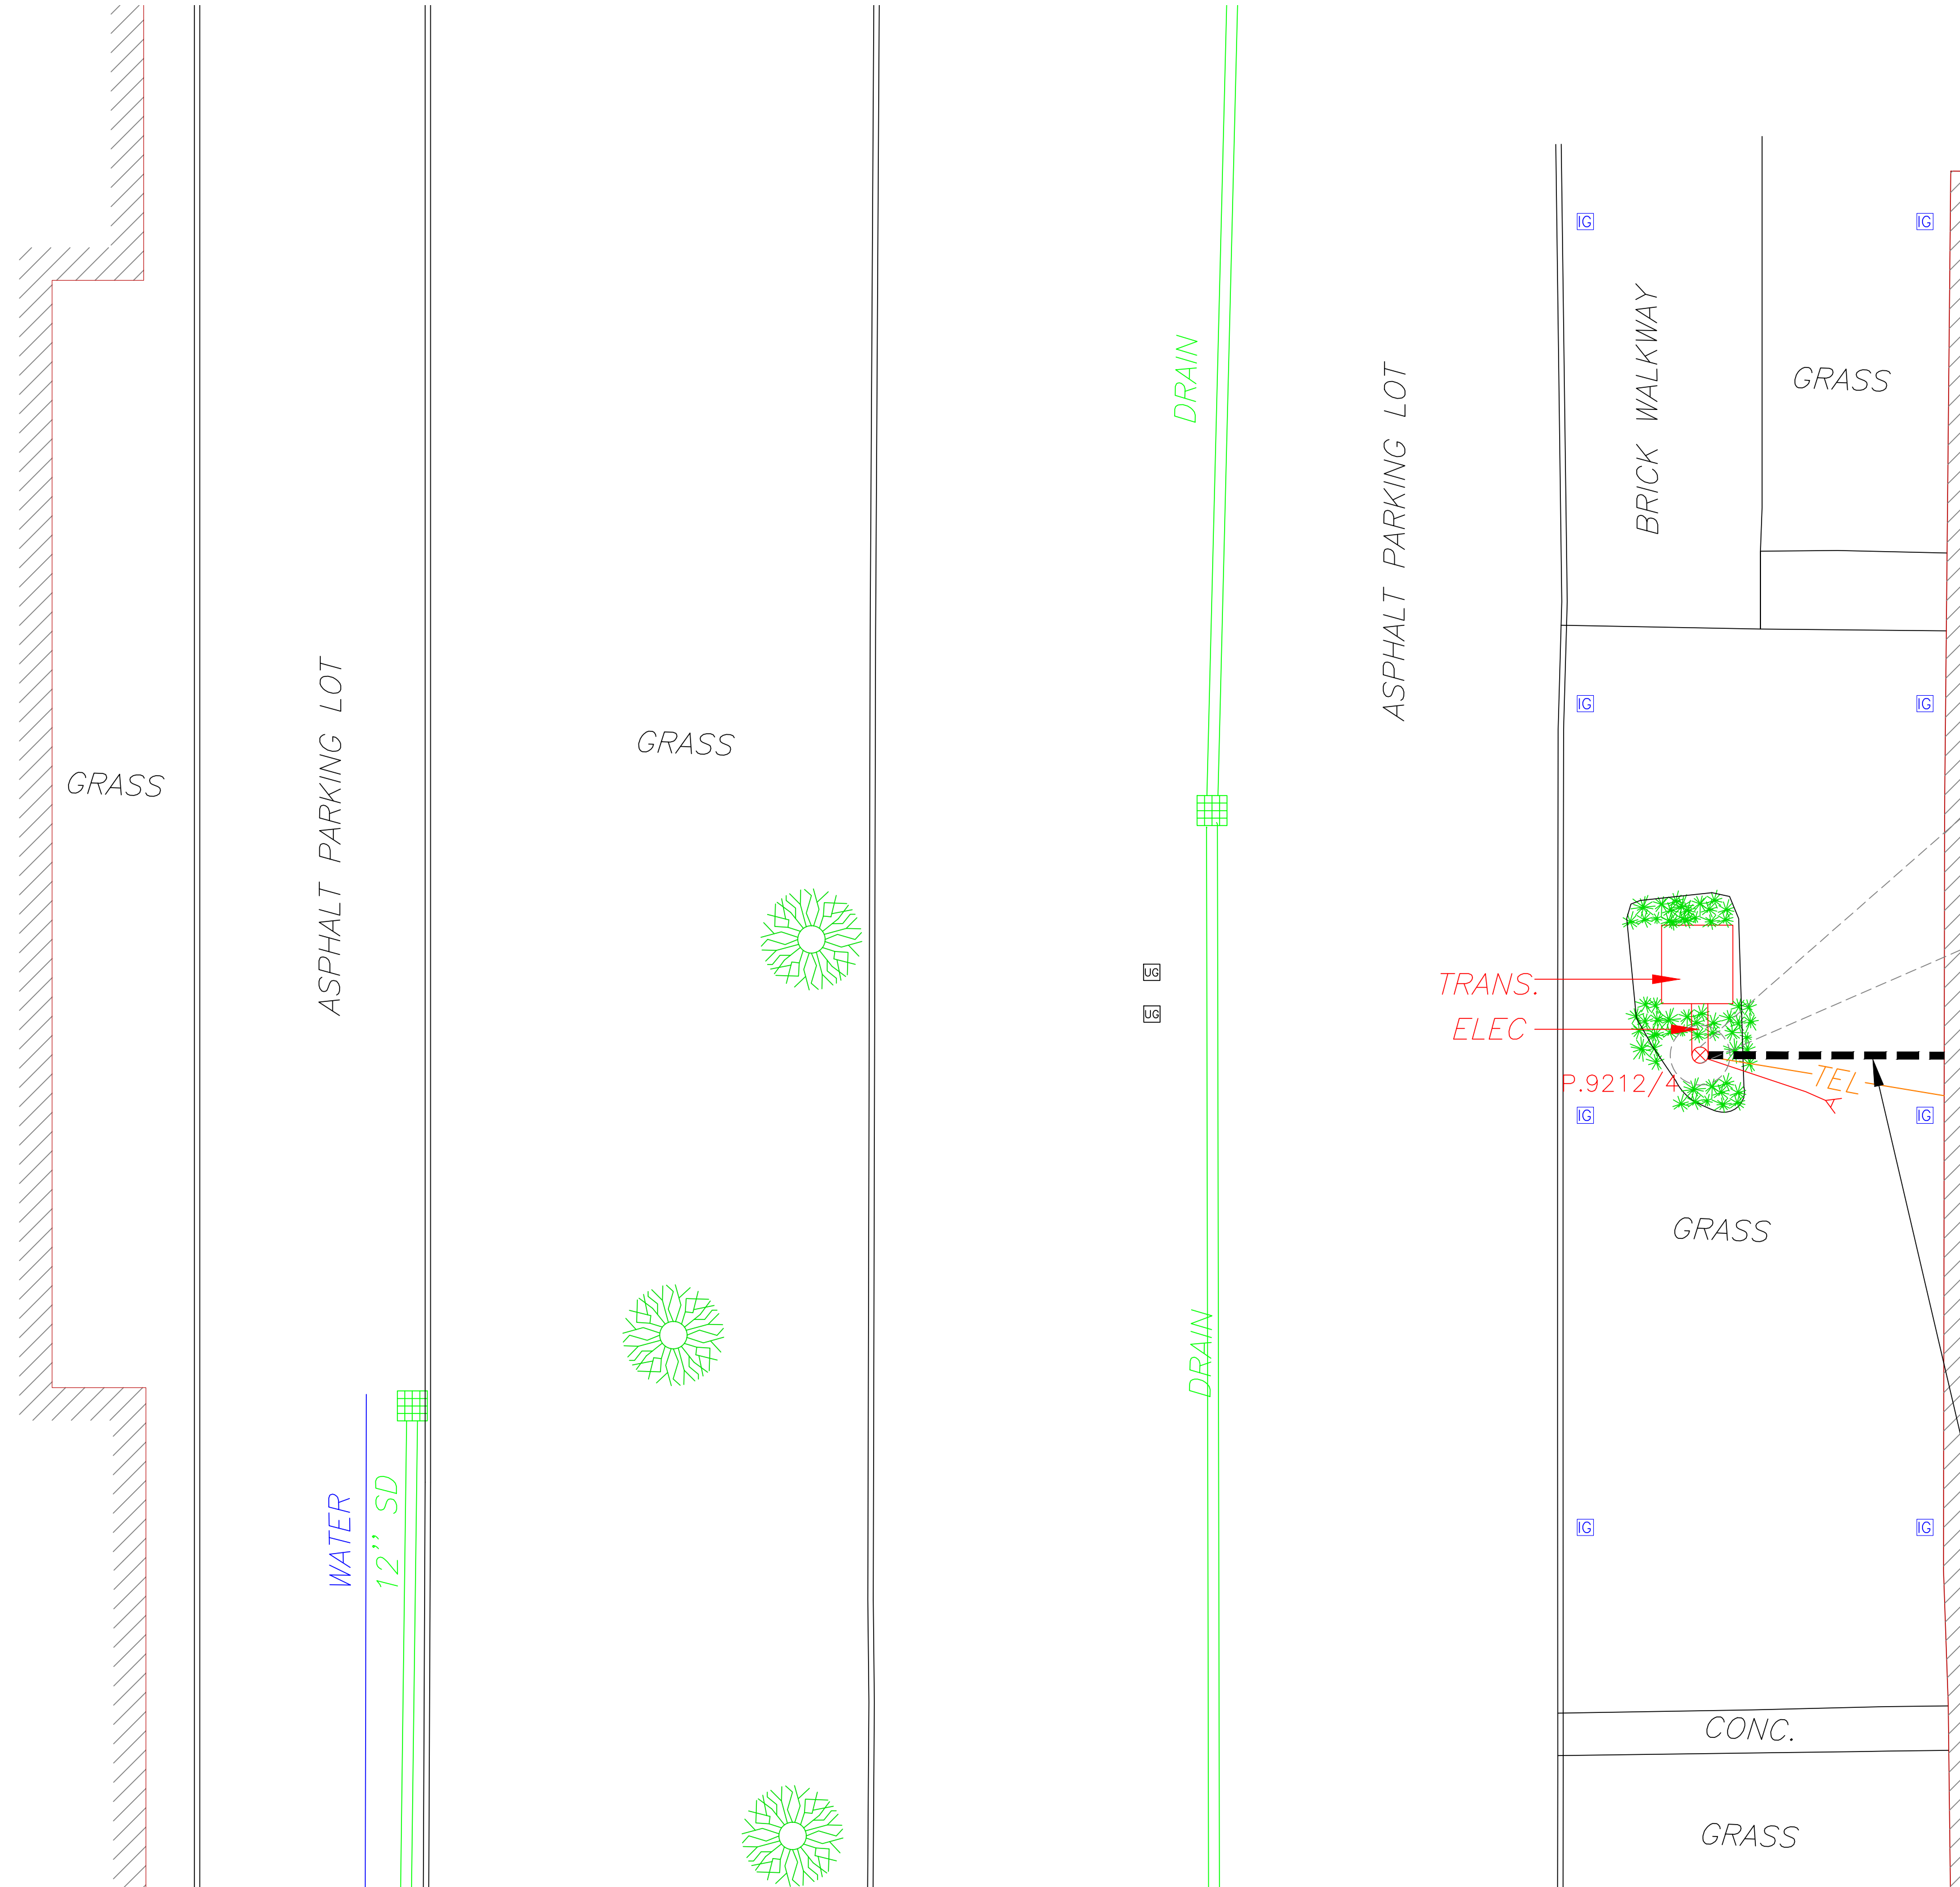 IG
IG
DRAIN
BRICK WALKWAY
GRASS
ASPHALT PARKING LOT
IG
IG
GRASS
GRASS
ASPHALT PARKING LOT
UG
TRANS.
UG
ELEC
P.9212/4
TEL
IG
IG
GRASS
DRAIN
WATER
12'' SD
IG
IG
CONC.
GRASS